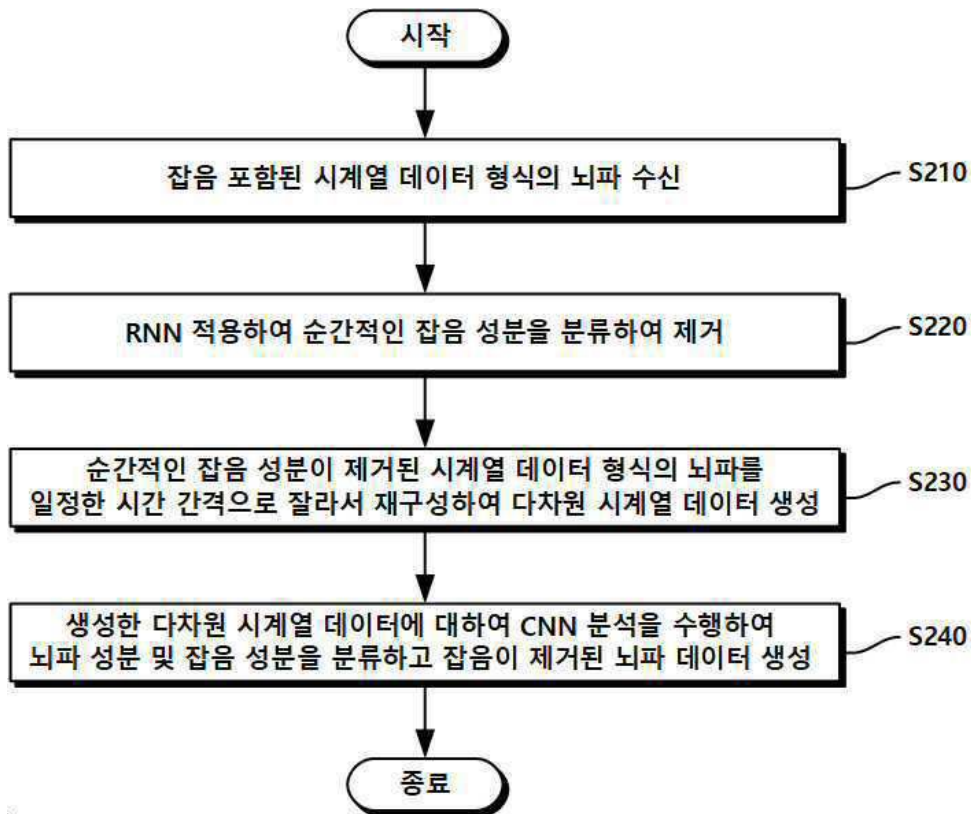 시작
잡음 포함된 시계열 데이터 형식의 뇌파 수신
S210
RNN 적용하여 순간적인 잡음 성분을 분류하여 제거
S220
순간적인 잡음 성분이 제거된 시계열 데이터 형식의 뇌파를
일정한 시간 간격으로 잘라서 재구성하여 다차원 시계열 데이터 생성
S230
생성한 다차원 시계열 데이터에 대하여 CNN 분석을 수행하여
뇌파 성분 및 잡음 성분을 분류하고 잡음이 제거된 뇌파 데이터 생성
S240
종료